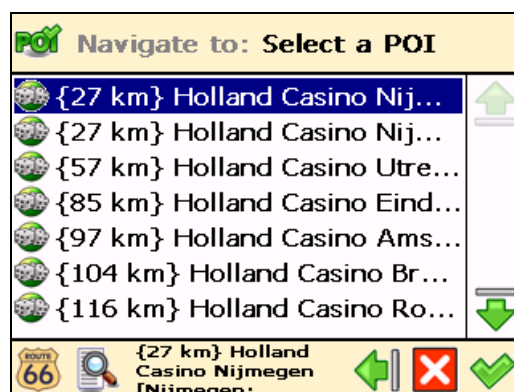 POI Navigate to: Select a POI
{27 km} Holland Casino Nij...
{27 km} Holland Casino Nij...
{57 km} Holland Casino Utre...
{85 km} Holland Casino Eind...
{97 km} Holland Casino Ams...
{104 km} Holland Casino Br...
{116 km} Holland Casino Ro...
ROUTE
66
{27 km} Holland
Casino Nijmegen
[Nijmegen: